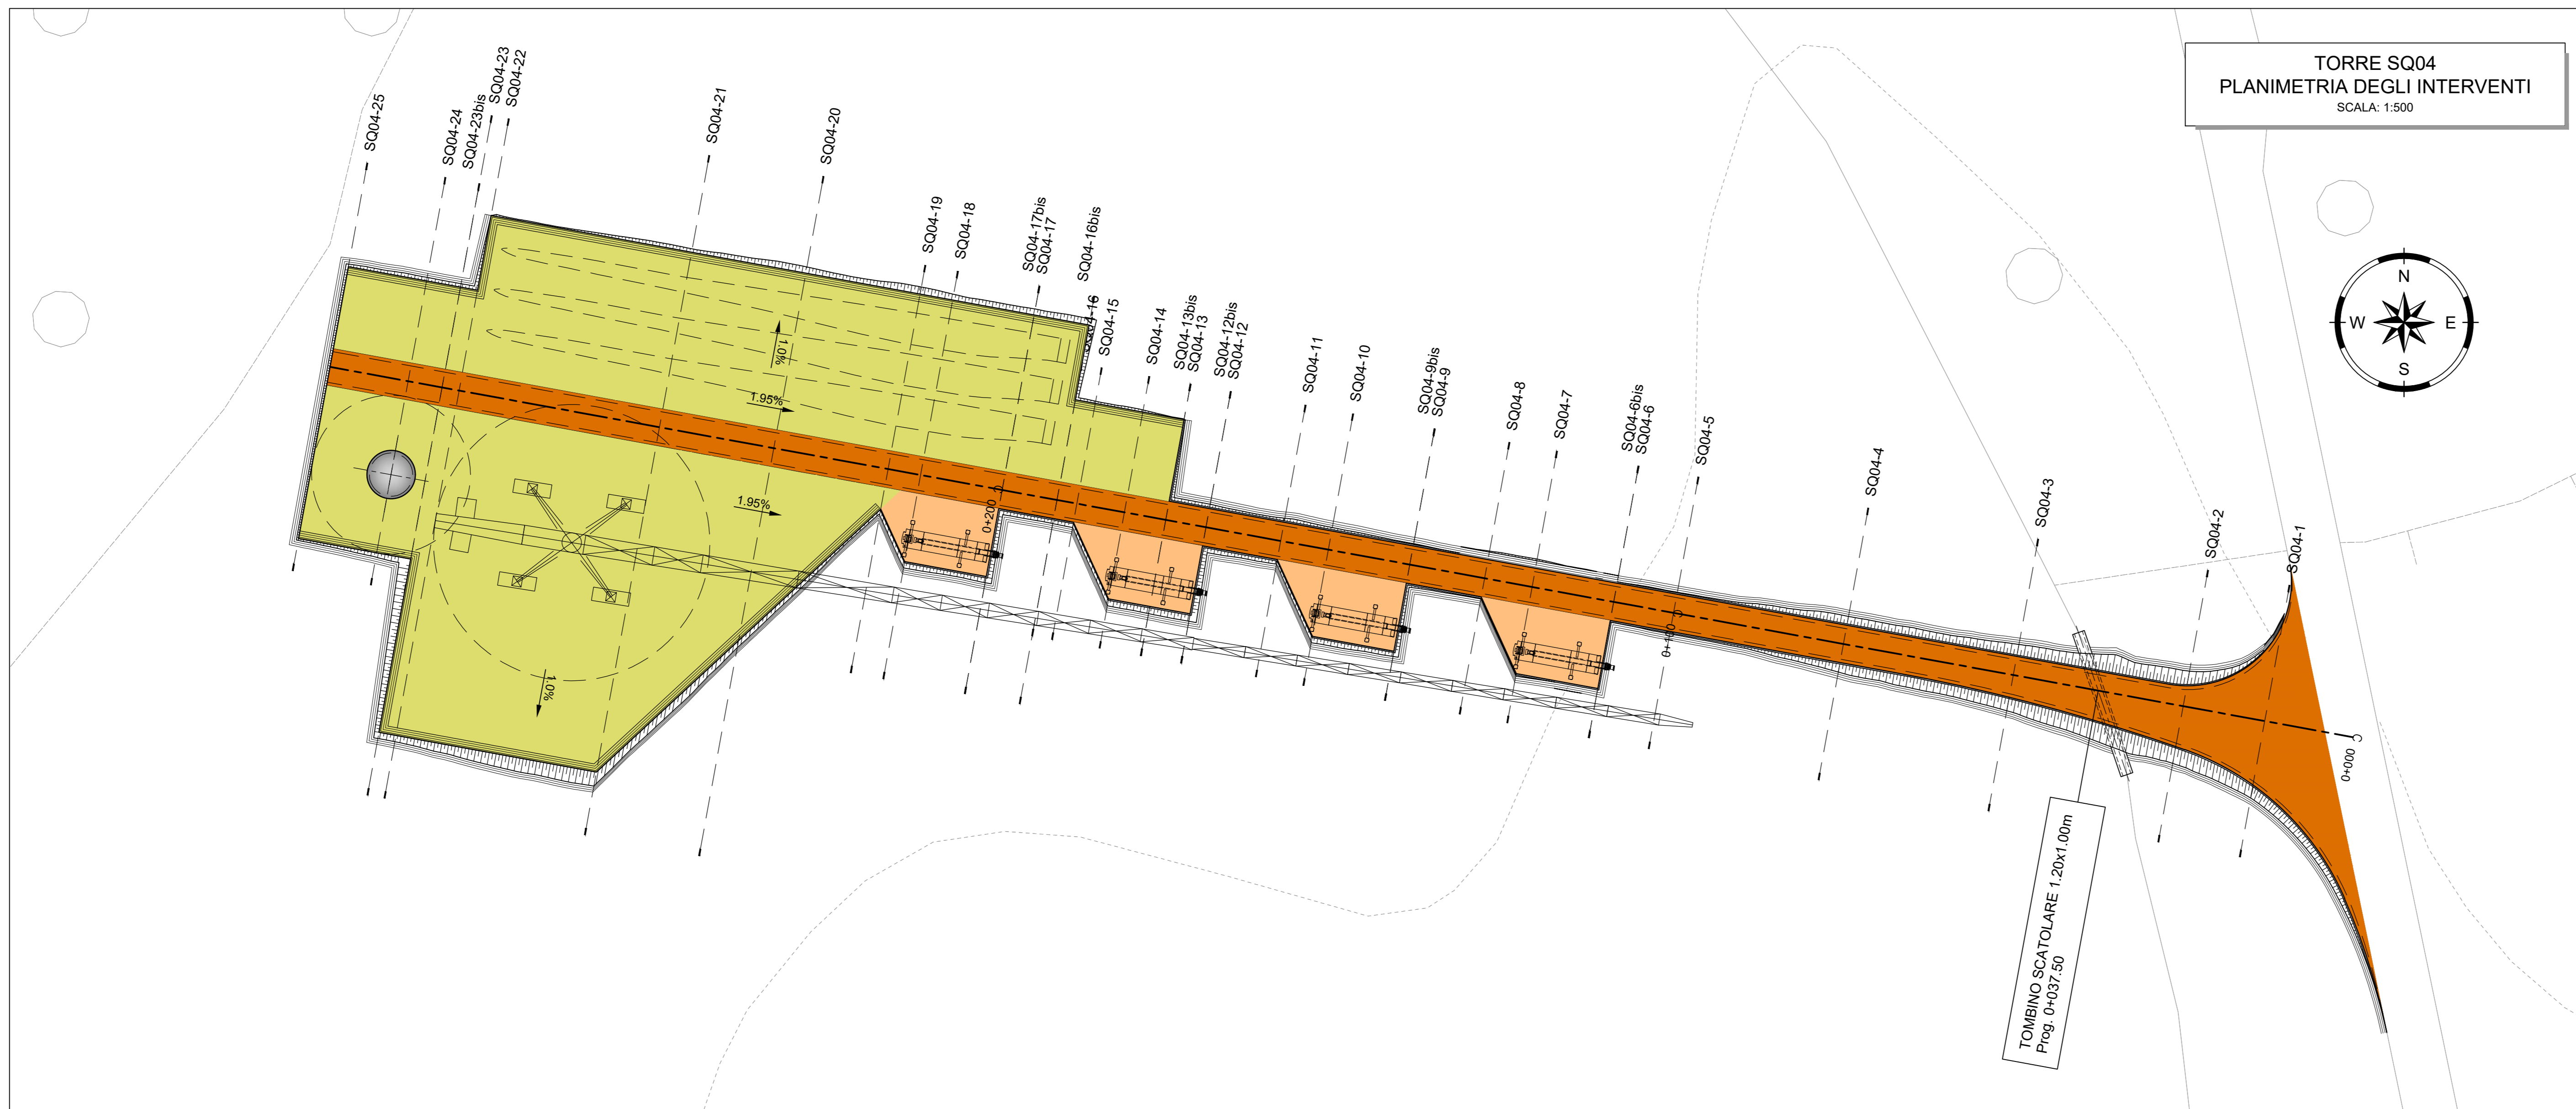 TORRE SQ04
PLANIMETRIA DEGLI INTERVENTI
SCALA: 1:500
N
W
E
S
SQ04-25
SQ04-24
SQ04-23bis
SQ04-23
SQ04-22
SQ04-21
SQ04-20
SQ04-19
SQ04-18
SQ04-17bis
SQ04-17
SQ04-16bis
SQ04-16
SQ04-15
SQ04-14
SQ04-13bis
SQ04-13
SQ04-12bis
SQ04-12
SQ04-11
SQ04-10
SQ04-9bis
SQ04-9
SQ04-8
SQ04-7
SQ04-6bis
SQ04-6
SQ04-5
SQ04-4
SQ04-3
SQ04-2
SQ04-1
1.0%
1.95%
1.95%
1.0%
0+200
0+100
0+000
TOMBINO SCATOLARE 1.20x1.00m
Prog. 0+037.50